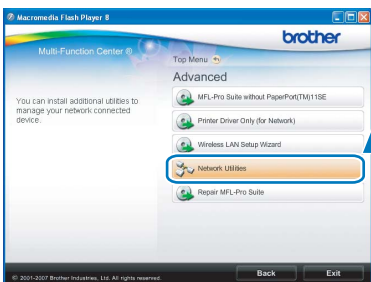 Macromedia Flash Player 8
brother
Multi-Function Center ®
Top Menu
Advanced
You can install additional utilities to
manage your network connected
device.
MFL-Pro Suite without PaperPort(TM)11SE
Printer Driver Only (for Network)
Wireless LAN Setup Wizard
Network Utilities
Repair MFL-Pro Suite
© 2001-2007 Brother Industries, Ltd. All rights reserved.
Back
Exit